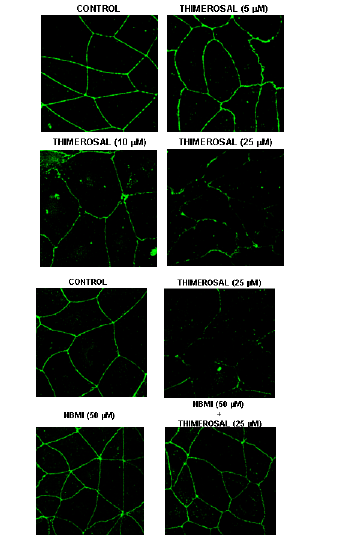 CONTROL
THIMEROSAL (5 µM)
THIMEROSAL (10 µM)
THIMEROSAL (25 µM)
CONTROL
THIMEROSAL (25 µM)
NBMI (50 µM)
NBMI (50 µM)
+
THIMEROSAL (25 µM)